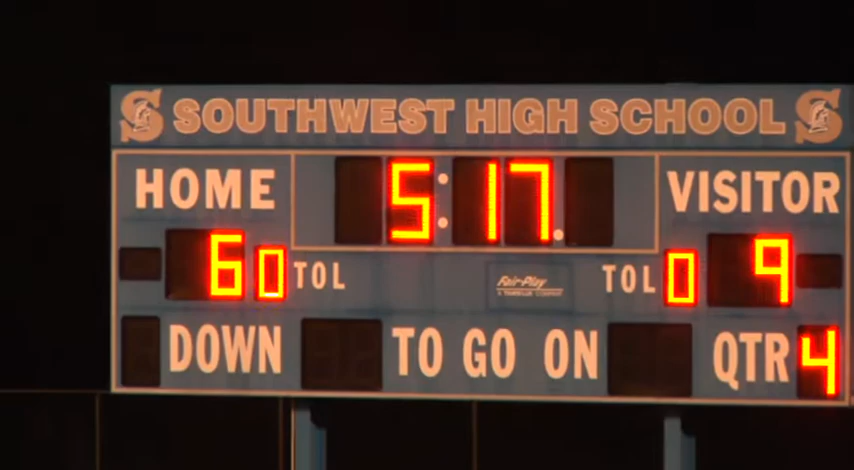 SOUTHWEST HIGH SCHOOL
HOME 5:17 VISITOR
6 0 TOL Fair-Play TOL 0 9
DOWN TO GO ON QTR 4